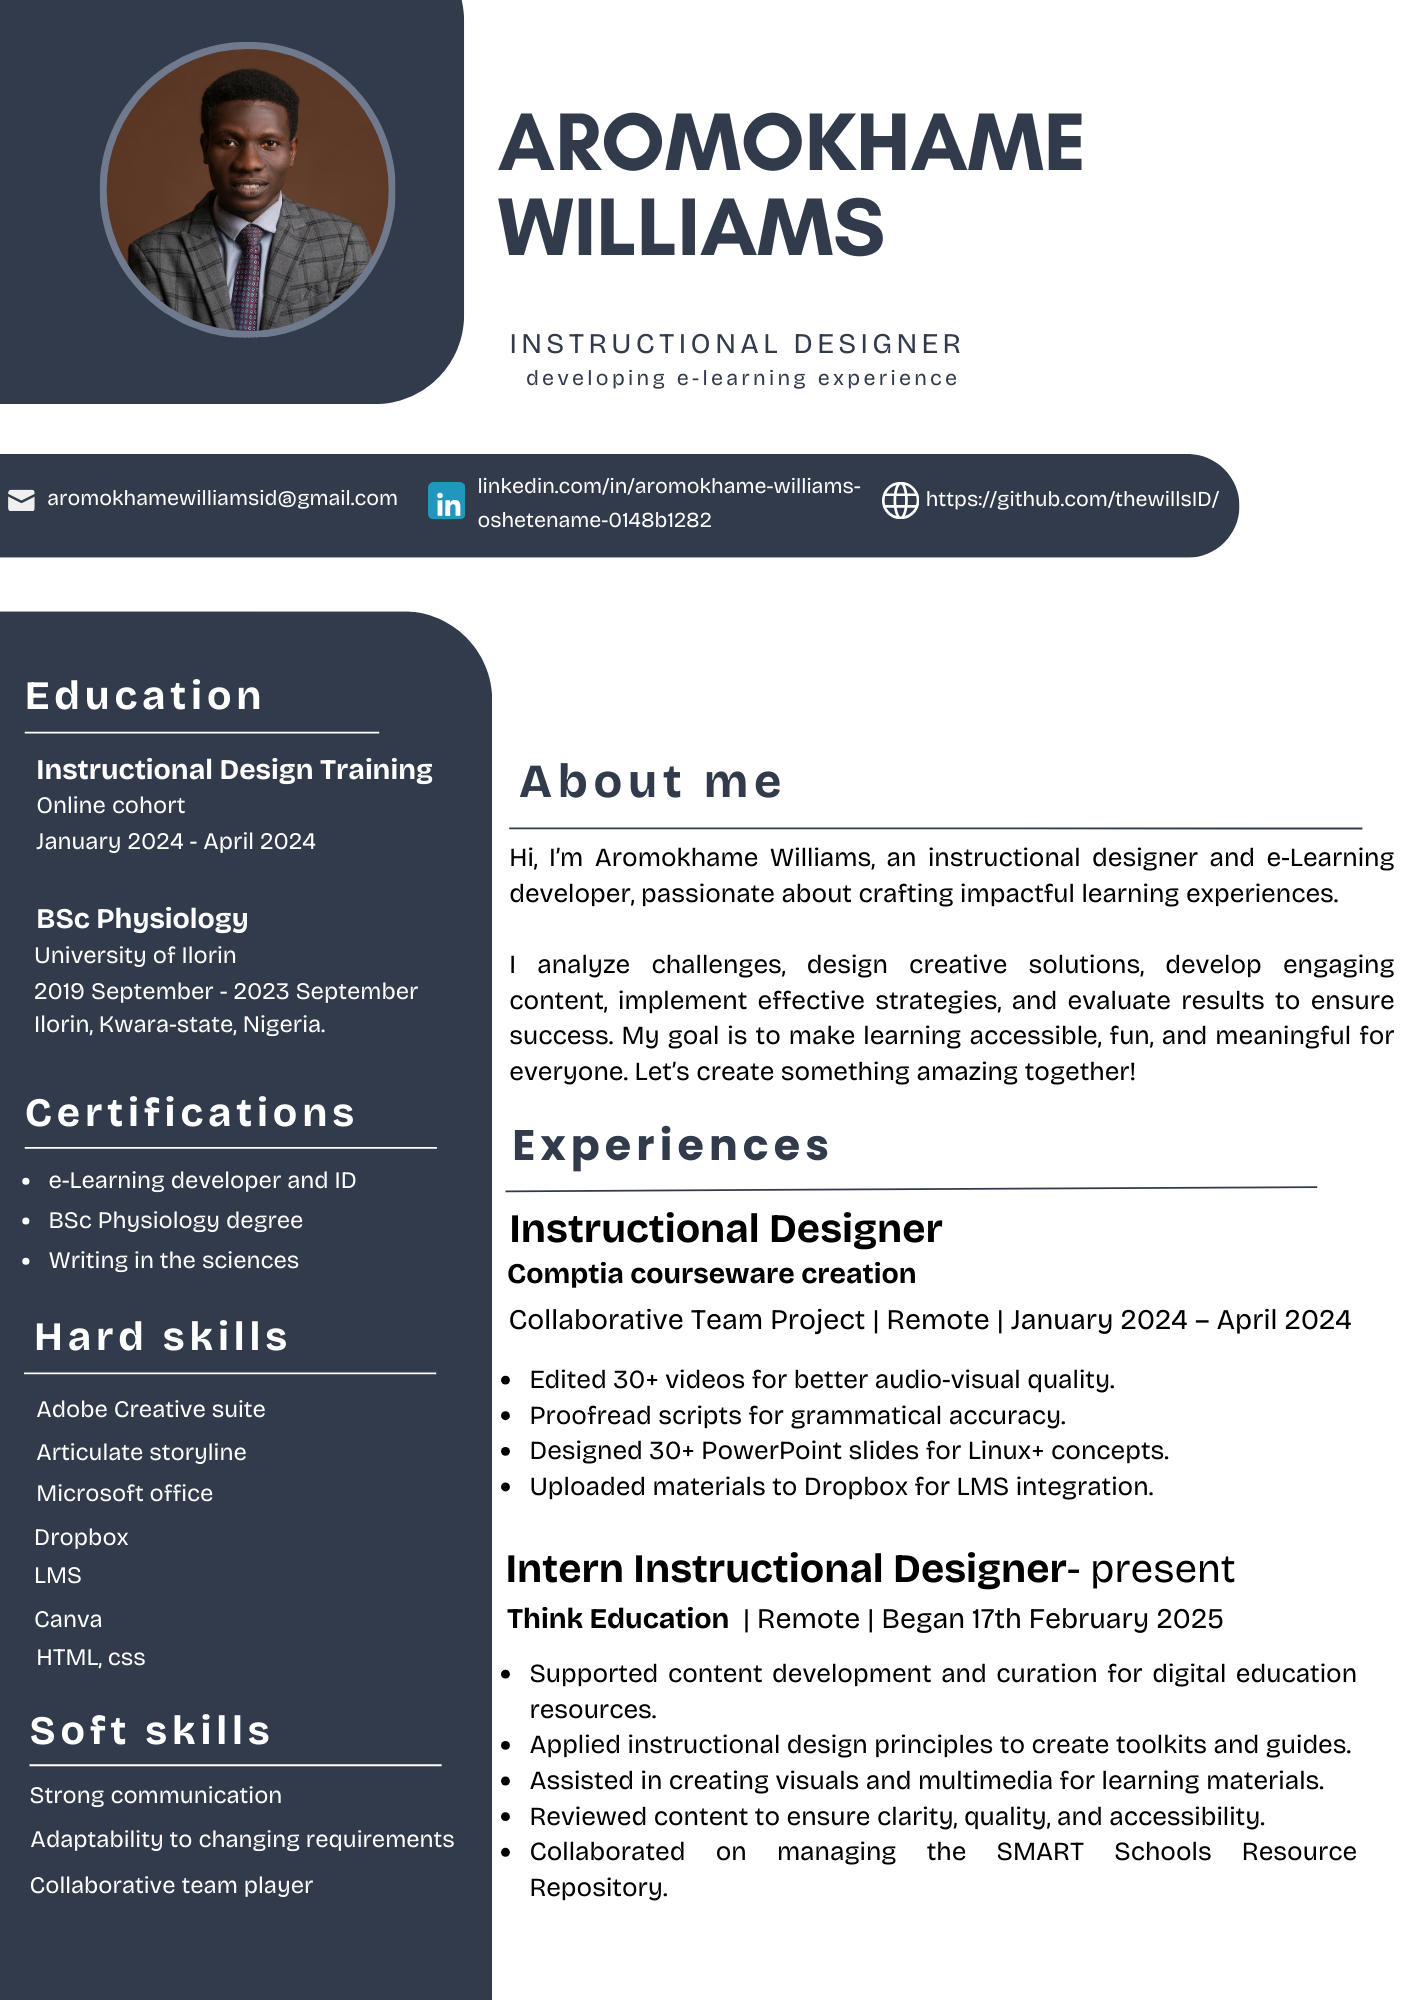 AROMOKHAME
WILLIAMS
INSTRUCTIONAL DESIGNER
developing e-learning experience
aromokhamewilliamsid@gmail.com
in
linkedin.com/in/aromokhame-williams-
oshetename-0148b1282
https://github.com/thewillsID/
Education
Instructional Design Training
Online cohort
January 2024 - April 2024
BSc Physiology
University of Ilorin
2019 September - 2023 September
Ilorin, Kwara-state, Nigeria.
Certifications
• e-Learning developer and ID
• BSc Physiology degree
• Writing in the sciences
Hard skills
Adobe Creative suite
Articulate storyline
Microsoft office
Dropbox
LMS
Canva
HTML, css
Soft skills
Strong communication
Adaptability to changing requirements
Collaborative team player
About me
Hi, I’m Aromokhame Williams, an instructional designer and e-Learning
developer, passionate about crafting impactful learning experiences.
I analyze challenges, design creative solutions, develop engaging
content, implement effective strategies, and evaluate results to ensure
success. My goal is to make learning accessible, fun, and meaningful for
everyone. Let’s create something amazing together!
Experiences
Instructional Designer
Comptia courseware creation
Collaborative Team Project | Remote | January 2024 – April 2024
• Edited 30+ videos for better audio-visual quality.
• Proofread scripts for grammatical accuracy.
• Designed 30+ PowerPoint slides for Linux+ concepts.
• Uploaded materials to Dropbox for LMS integration.
Intern Instructional Designer- present
Think Education | Remote | Began 17th February 2025
• Supported content development and curation for digital education
resources.
• Applied instructional design principles to create toolkits and guides.
• Assisted in creating visuals and multimedia for learning materials.
• Reviewed content to ensure clarity, quality, and accessibility.
• Collaborated on managing the SMART Schools Resource
Repository.